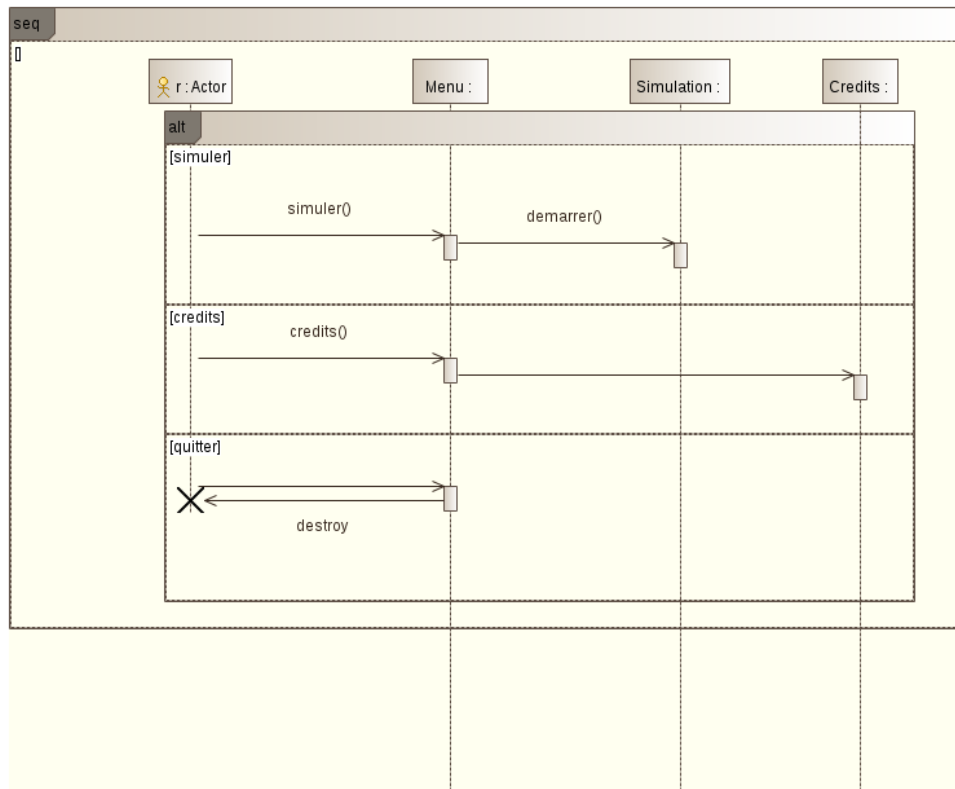 seq
[]
r : Actor
Menu :
Simulation :
Credits :
alt
[simuler]
simuler()
demarrer()
[credits]
credits()
[quitter]
destroy